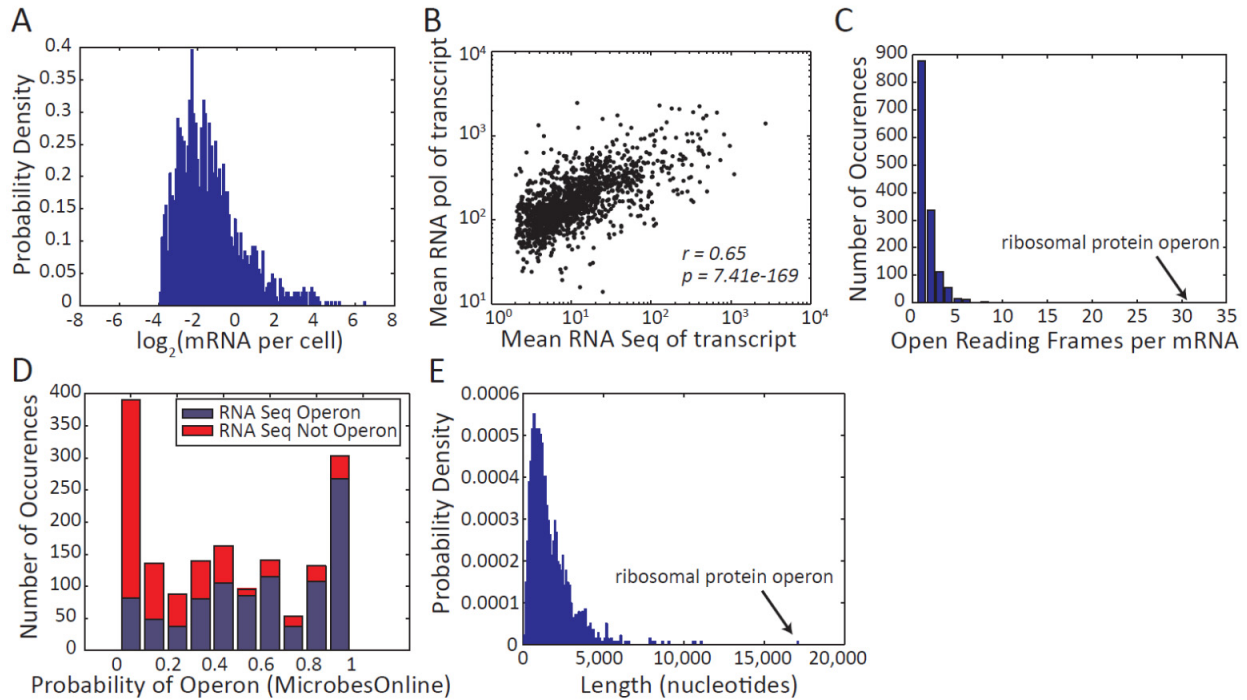 A
Probability Density
0.4
0.35
0.3
0.25
0.2
0.15
0.1
0.05
0
-8 -6 -4 -2 0 2 4 6 8
log2(mRNA per cell)
B
Mean RNA pol of transcript
10^4
10^3
10^2
10^1
r = 0.65
p = 7.41e-169
10^0 10^1 10^2 10^3 10^4
Mean RNA Seq of transcript
C
Number of Occurences
900
800
700
600
500
400
300
200
100
0
ribosomal protein operon
0 5 10 15 20 25 30 35
Open Reading Frames per mRNA
D
Number of Occurences
400
350
300
250
200
150
100
50
0
RNA Seq Operon
RNA Seq Not Operon
0 0.2 0.4 0.6 0.8 1
Probability of Operon (MicrobesOnline)
E
Probability Density
0.0006
0.0005
0.0004
0.0003
0.0002
0.0001
0
ribosomal protein operon
0 5,000 10,000 15,000 20,000
Length (nucleotides)